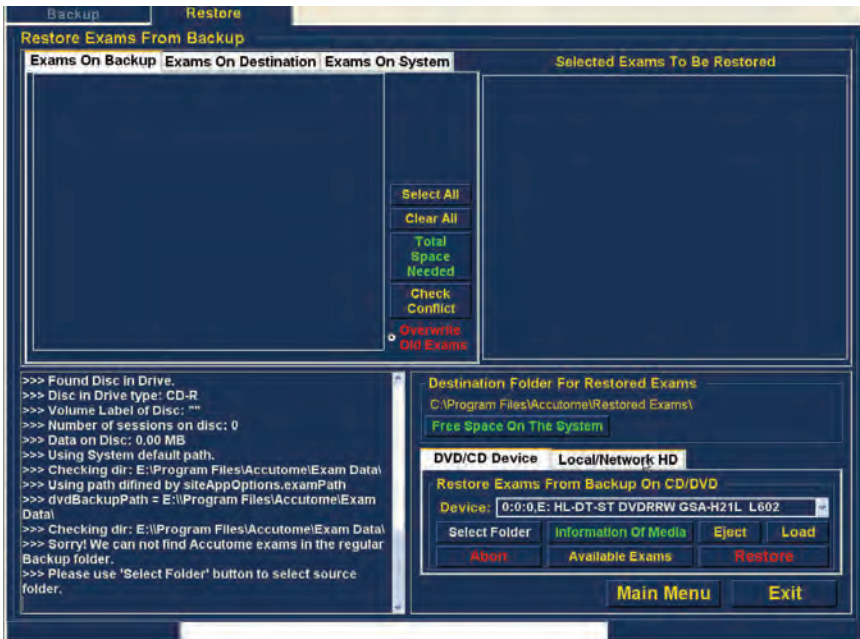 Backup Restore
Restore Exams From Backup
Exams On Backup Exams On Destination Exams On System
Selected Exams To Be Restored
Select All
Clear All
Total
Space
Needed
Check
Conflict
Overwrite
Old Exams
>>> Found Disc in Drive.
>>> Disc in Drive type: CD-R
>>> Volume Label of Disc: ""
>>> Number of sessions on disc: 0
>>> Data on Disc: 0.00 MB
>>> Using System default path.
>>> Checking dir: E:\Program Files\Accutome\Exam Data\
>>> Using path difined by siteAppOptions.examPath
>>> dvdBackupPath = E:\\Program Files\Accutome\Exam
Data\
>>> Checking dir: E:\\Program Files\Accutome\Exam Data\
>>> Sorry! We can not find Accutome exams in the regular
Backup folder.
>>> Please use 'Select Folder' button to select source
folder.
Destination Folder For Restored Exams
C:\Program Files\Accutome\Restored Exams\
Free Space On The System
DVD/CD Device Local/Network HD
Restore Exams From Backup On CD/DVD
Device: 0:0:0,E: HL-DT-ST DVDRRW GSA-H21L L602
Select Folder Information Of Media Eject Load
Abort Available Exams Restore
Main Menu Exit